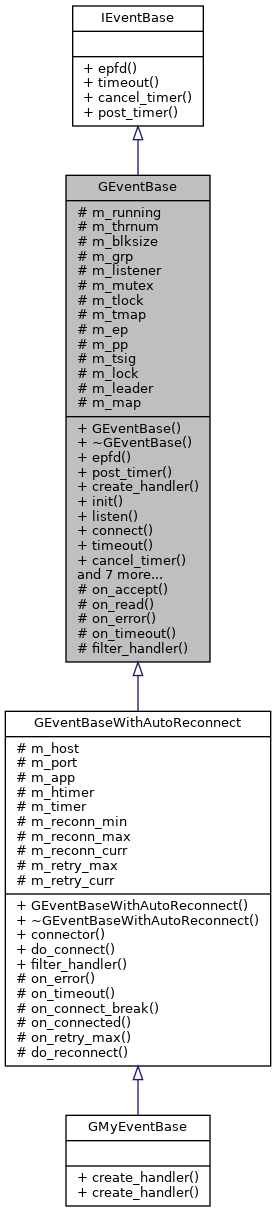 IEventBase
+ epfd()
+ timeout()
+ cancel_timer()
+ post_timer()
GEventBase
# m_running
# m_thrnum
# m_blksize
# m_grp
# m_listener
# m_mutex
# m_tlock
# m_tmap
# m_ep
# m_pp
# m_tsig
# m_lock
# m_leader
# m_map
+ GEventBase()
+ ~GEventBase()
+ epfd()
+ post_timer()
+ create_handler()
+ init()
+ listen()
+ connect()
+ timeout()
+ cancel_timer()
and 7 more...
# on_accept()
# on_read()
# on_error()
# on_timeout()
# filter_handler()
GEventBaseWithAutoReconnect
# m_host
# m_port
# m_app
# m_htimer
# m_timer
# m_reconn_min
# m_reconn_max
# m_reconn_curr
# m_retry_max
# m_retry_curr
+ GEventBaseWithAutoReconnect()
+ ~GEventBaseWithAutoReconnect()
+ connector()
+ do_connect()
+ filter_handler()
# on_error()
# on_timeout()
# on_connect_break()
# on_connected()
# on_retry_max()
# do_reconnect()
GMyEventBase
+ create_handler()
+ create_handler()